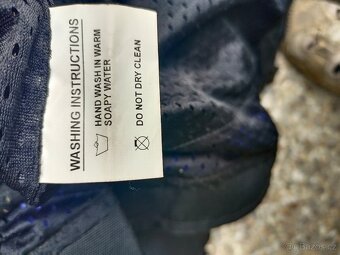 WASHING INSTRUCTIONS
HAND WASH IN WARM
SOAPY WATER
DO NOT DRY CLEAN